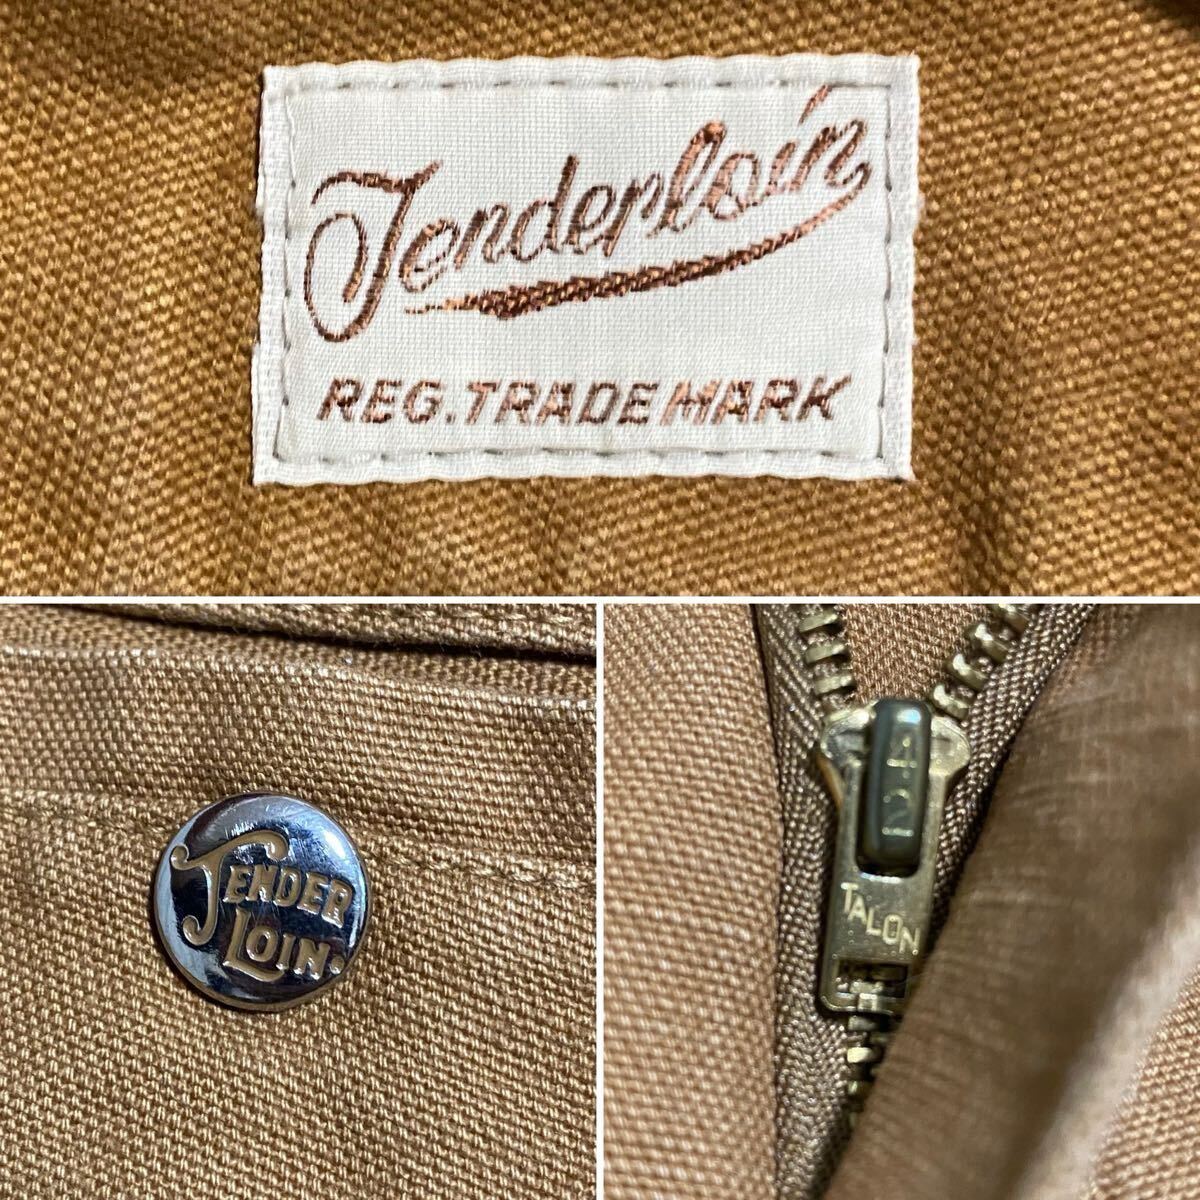 Tenderloin
REG. TRADE MARK
TENDER
LOIN.
42
TALON